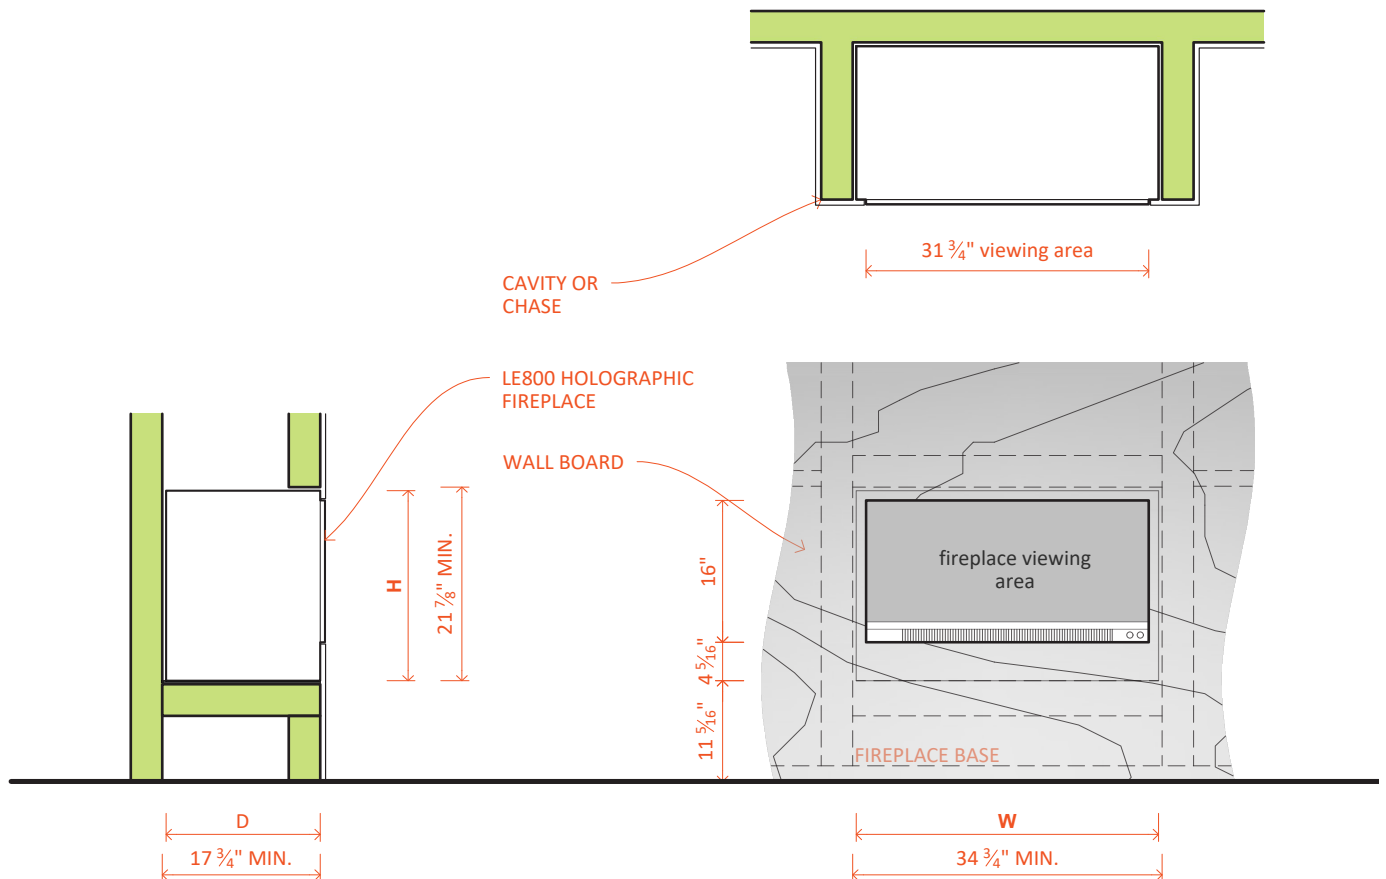 31 ¾" viewing area
CAVITY OR
CHASE
LE800 HOLOGRAPHIC
FIREPLACE
WALL BOARD
H
21 ⅞" MIN.
16"
4 5⁄16"
11 5⁄16"
fireplace viewing
area
FIREPLACE BASE
D
17 ¾" MIN.
W
34 ¾" MIN.